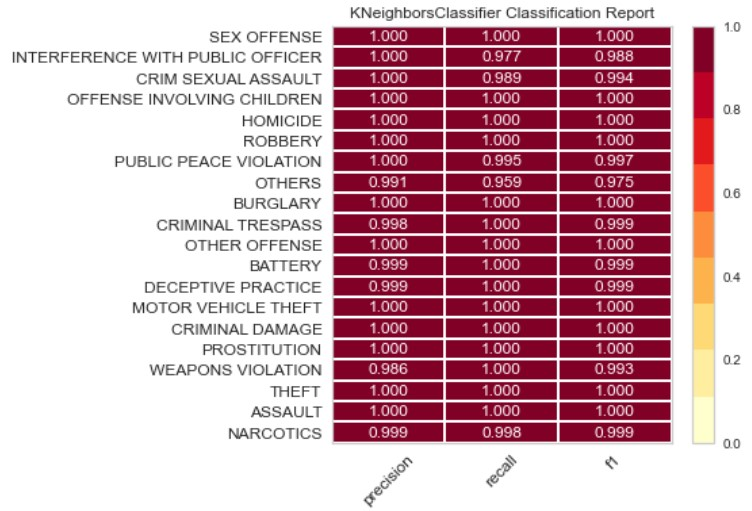 KNeighborsClassifier Classification Report
SEX OFFENSE 1.000 1.000 1.000
INTERFERENCE WITH PUBLIC OFFICER 1.000 0.977 0.988
CRIM SEXUAL ASSAULT 1.000 0.989 0.994
OFFENSE INVOLVING CHILDREN 1.000 1.000 1.000
HOMICIDE 1.000 1.000 1.000
ROBBERY 1.000 1.000 1.000
PUBLIC PEACE VIOLATION 1.000 0.995 0.997
OTHERS 0.991 0.959 0.975
BURGLARY 1.000 1.000 1.000
CRIMINAL TRESPASS 0.998 1.000 0.999
OTHER OFFENSE 1.000 1.000 1.000
BATTERY 0.999 1.000 0.999
DECEPTIVE PRACTICE 0.999 1.000 0.999
MOTOR VEHICLE THEFT 1.000 1.000 1.000
CRIMINAL DAMAGE 1.000 1.000 1.000
PROSTITUTION 1.000 1.000 1.000
WEAPONS VIOLATION 0.986 1.000 0.993
THEFT 1.000 1.000 1.000
ASSAULT 1.000 1.000 1.000
NARCOTICS 0.999 0.998 0.999
precision recall f1
1.0
0.8
0.6
0.4
0.2
0.0